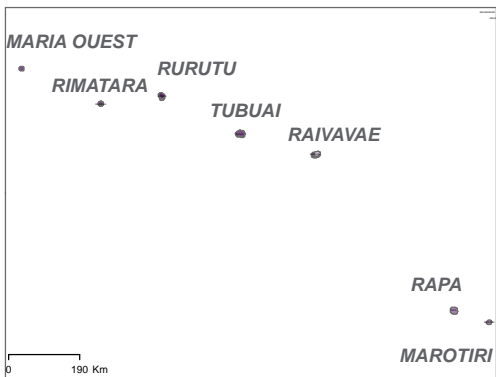 MARIA OUEST
RURUTU
RIMATARA
TUBUAI
RAIVAVAE
RAPA
MAROTIRI
0 190 Km